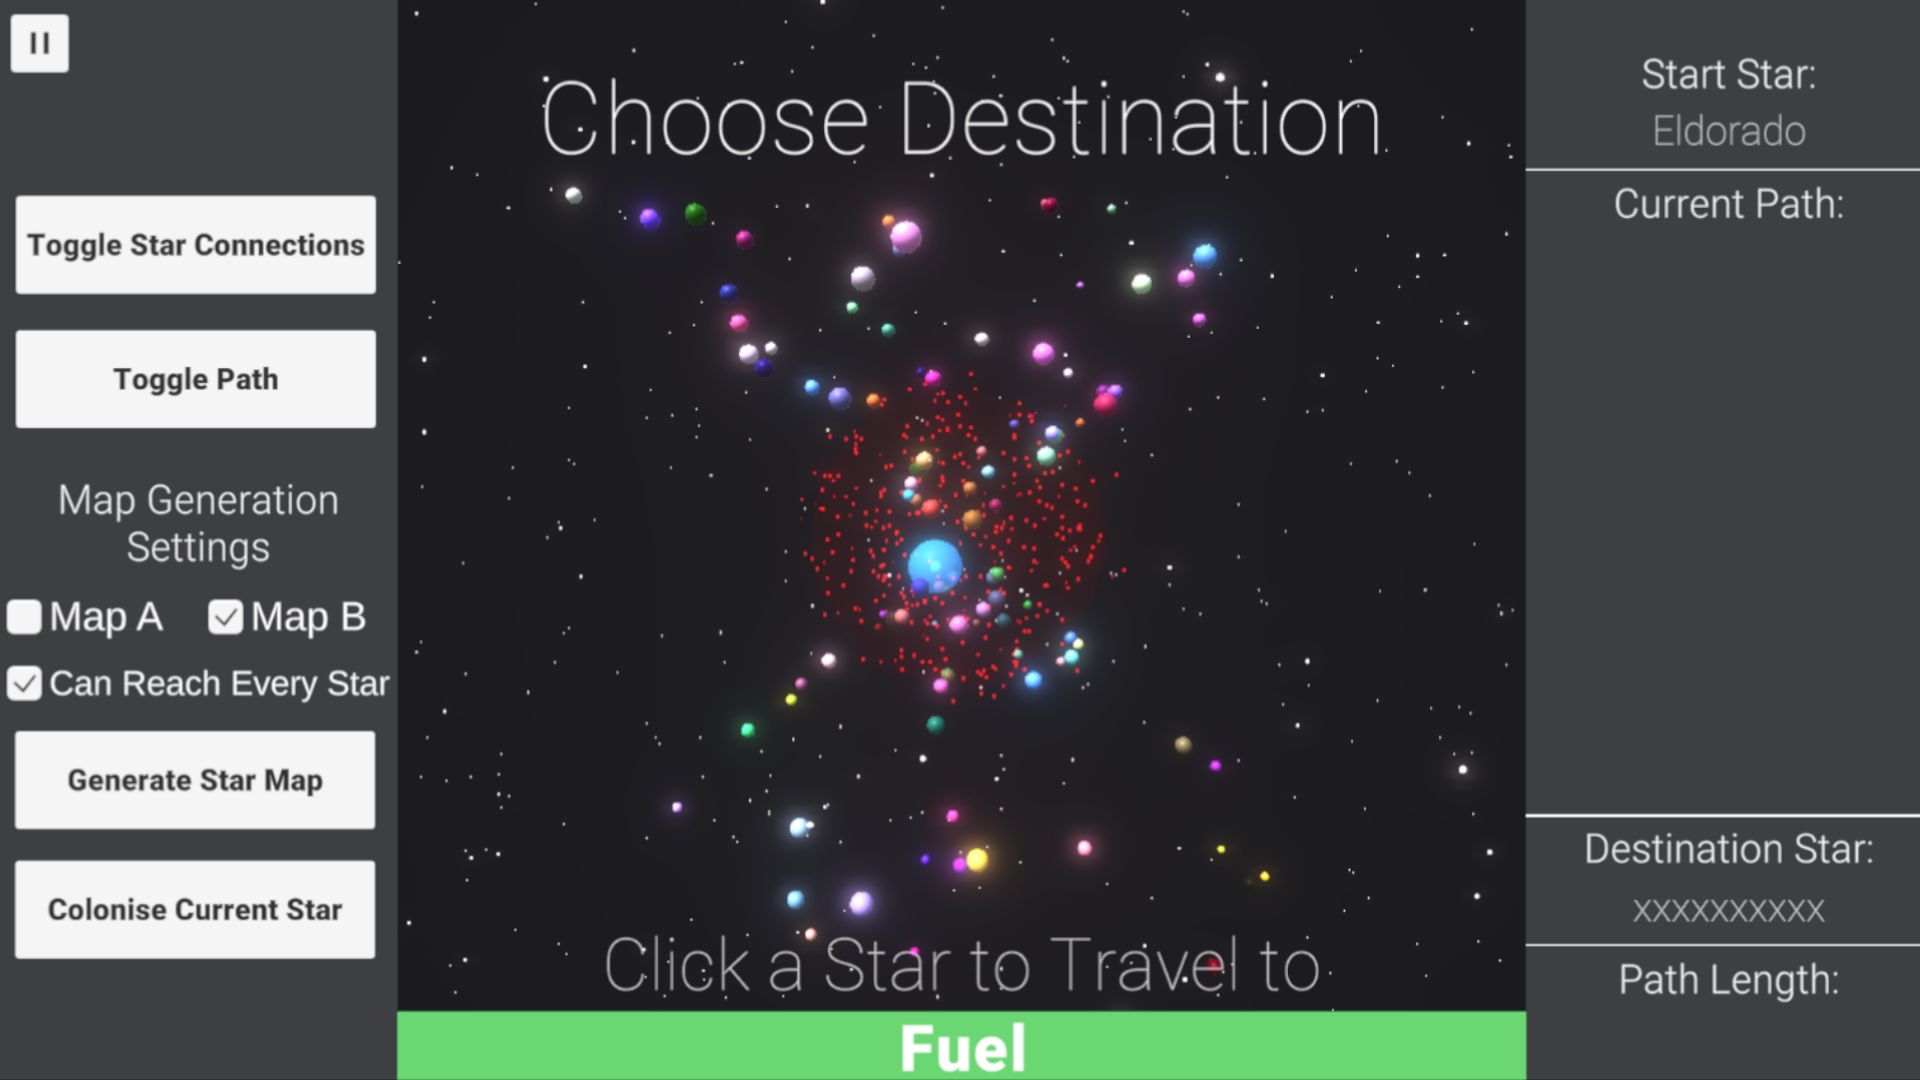 Choose Destination
Toggle Star Connections
Toggle Path
Map Generation
Settings
Map A
Map B
Can Reach Every Star
Generate Star Map
Colonise Current Star
Click a Star to Travel to
Fuel
Start Star:
Eldorado
Current Path:
Destination Star:
xxxxxxxxxx
Path Length: